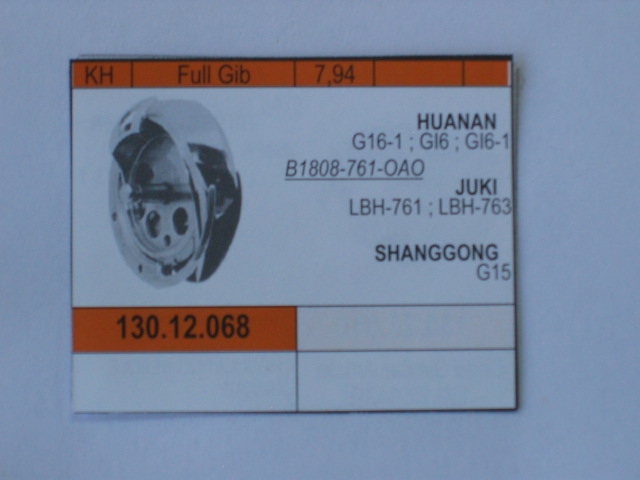 KH Full Gib 7,94
HUANAN
G16-1 ; GI6 ; GI6-1
B1808-761-OAO
JUKI
LBH-761 ; LBH-763
SHANGGONG
G15
130.12.068